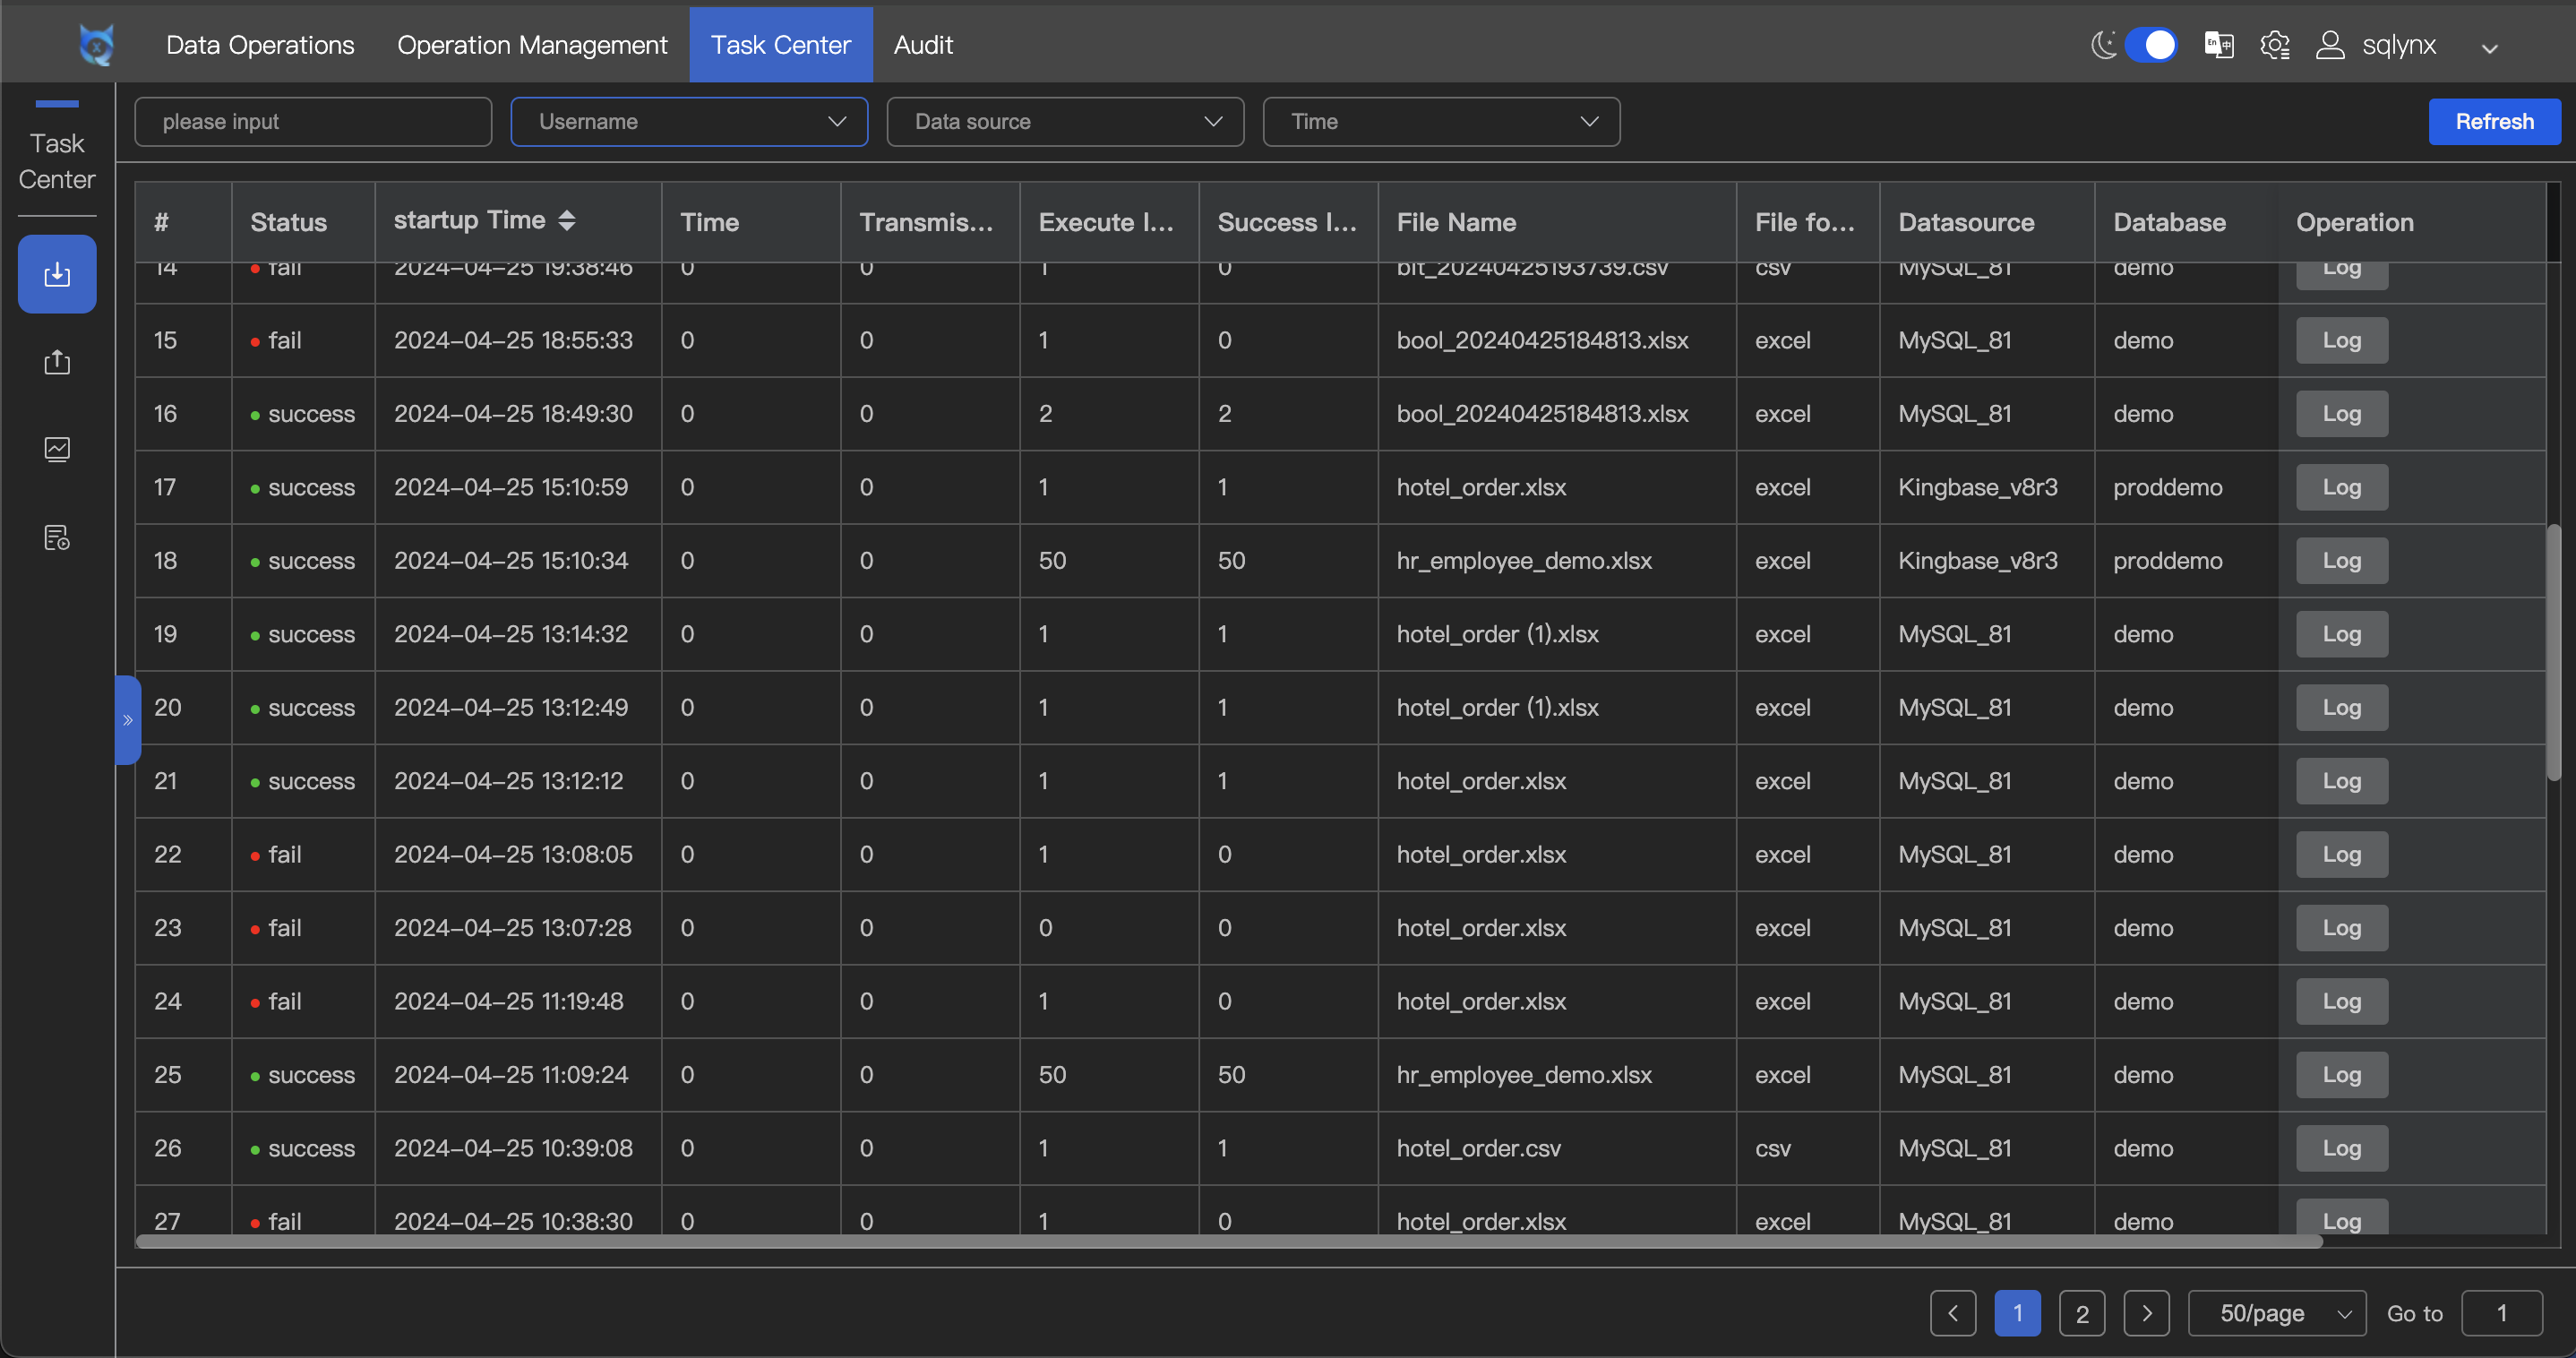 Data Operations Operation Management Task Center Audit sqlynx
Task
Center
please input Username Data source Time Refresh
# Status startup Time Time Transmis... Execute I... Success I... File Name File fo... Datasource Database Operation
14 fail 2024-04-25 19:38:46 0 0 1 0 bit_20240425193739.csv csv MySQL_81 demo Log
15 fail 2024-04-25 18:55:33 0 0 1 0 bool_20240425184813.xlsx excel MySQL_81 demo Log
16 success 2024-04-25 18:49:30 0 0 2 2 bool_20240425184813.xlsx excel MySQL_81 demo Log
17 success 2024-04-25 15:10:59 0 0 1 1 hotel_order.xlsx excel Kingbase_v8r3 proddemo Log
18 success 2024-04-25 15:10:34 0 0 50 50 hr_employee_demo.xlsx excel Kingbase_v8r3 proddemo Log
19 success 2024-04-25 13:14:32 0 0 1 1 hotel_order (1).xlsx excel MySQL_81 demo Log
20 success 2024-04-25 13:12:49 0 0 1 1 hotel_order (1).xlsx excel MySQL_81 demo Log
21 success 2024-04-25 13:12:12 0 0 1 1 hotel_order.xlsx excel MySQL_81 demo Log
22 fail 2024-04-25 13:08:05 0 0 1 0 hotel_order.xlsx excel MySQL_81 demo Log
23 fail 2024-04-25 13:07:28 0 0 0 0 hotel_order.xlsx excel MySQL_81 demo Log
24 fail 2024-04-25 11:19:48 0 0 1 0 hotel_order.xlsx excel MySQL_81 demo Log
25 success 2024-04-25 11:09:24 0 0 50 50 hr_employee_demo.xlsx excel MySQL_81 demo Log
26 success 2024-04-25 10:39:08 0 0 1 1 hotel_order.csv csv MySQL_81 demo Log
27 fail 2024-04-25 10:38:30 0 0 1 0 hotel_order.xlsx excel MySQL_81 demo Log
1 2 50/page Go to 1